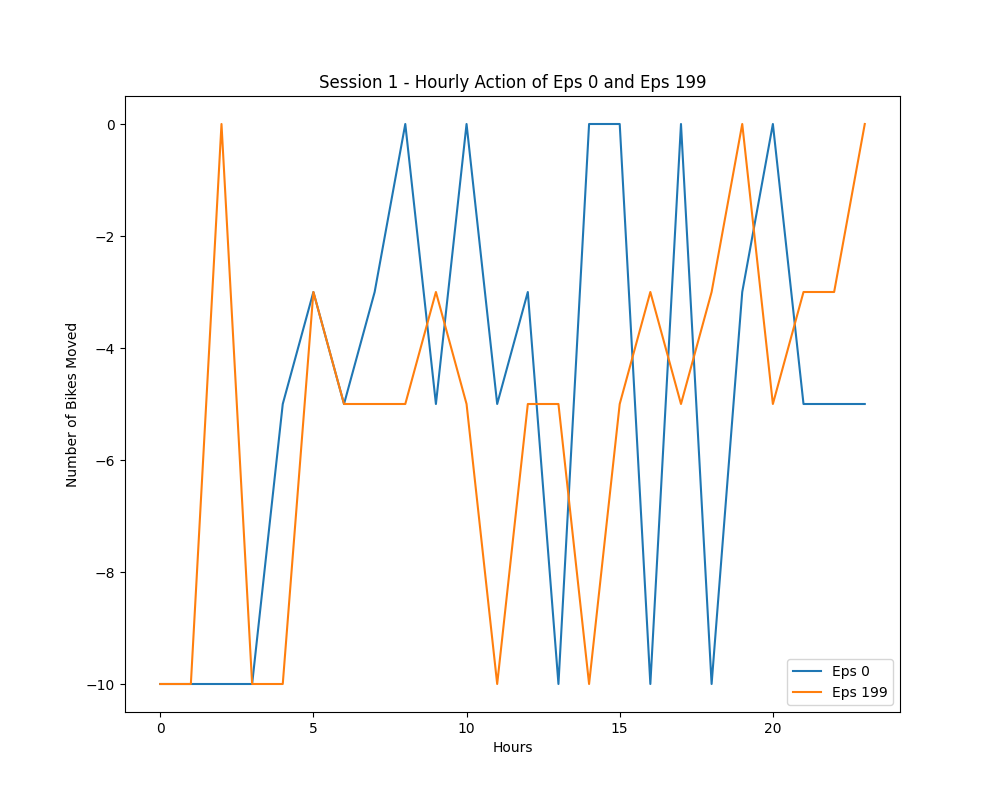 Session 1 - Hourly Action of Eps 0 and Eps 199
Number of Bikes Moved
0
−2
−4
−6
−8
−10
0 5 10 15 20
Hours
Eps 0
Eps 199